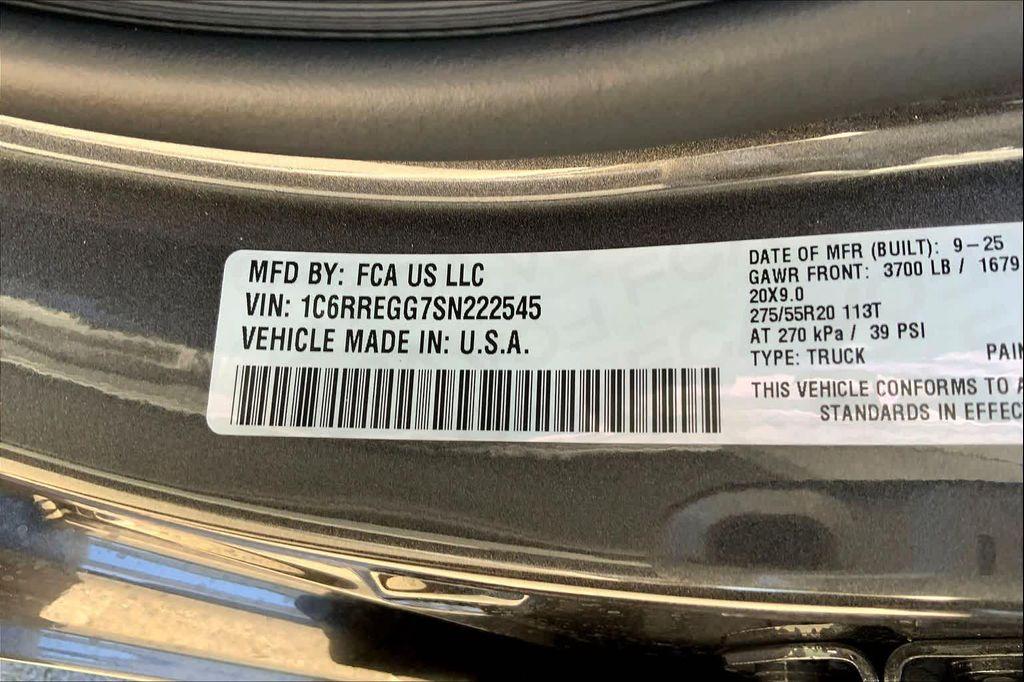 MFD BY: FCA US LLC
VIN: 1C6RREGG7SN222545
VEHICLE MADE IN: U.S.A.
DATE OF MFR (BUILT): 9-25
GAWR FRONT: 3700 LB / 1679
20X9.0
275/55R20 113T
AT 270 kPa / 39 PSI
TYPE: TRUCK PAIN
THIS VEHICLE CONFORMS TO A
STANDARDS IN EFFEC